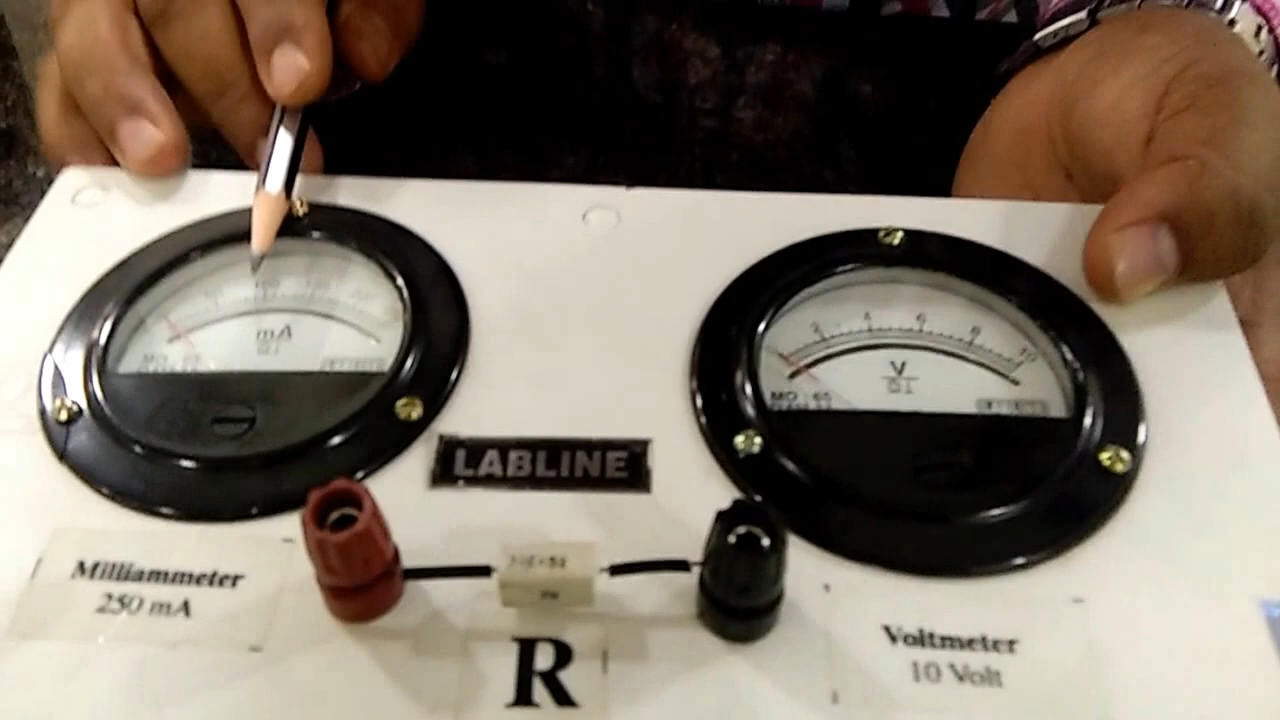 mA
2 4 6 8 10
V
MO : 65
LABLINE
Milliammeter
250 mA
Voltmeter
10 Volt
R